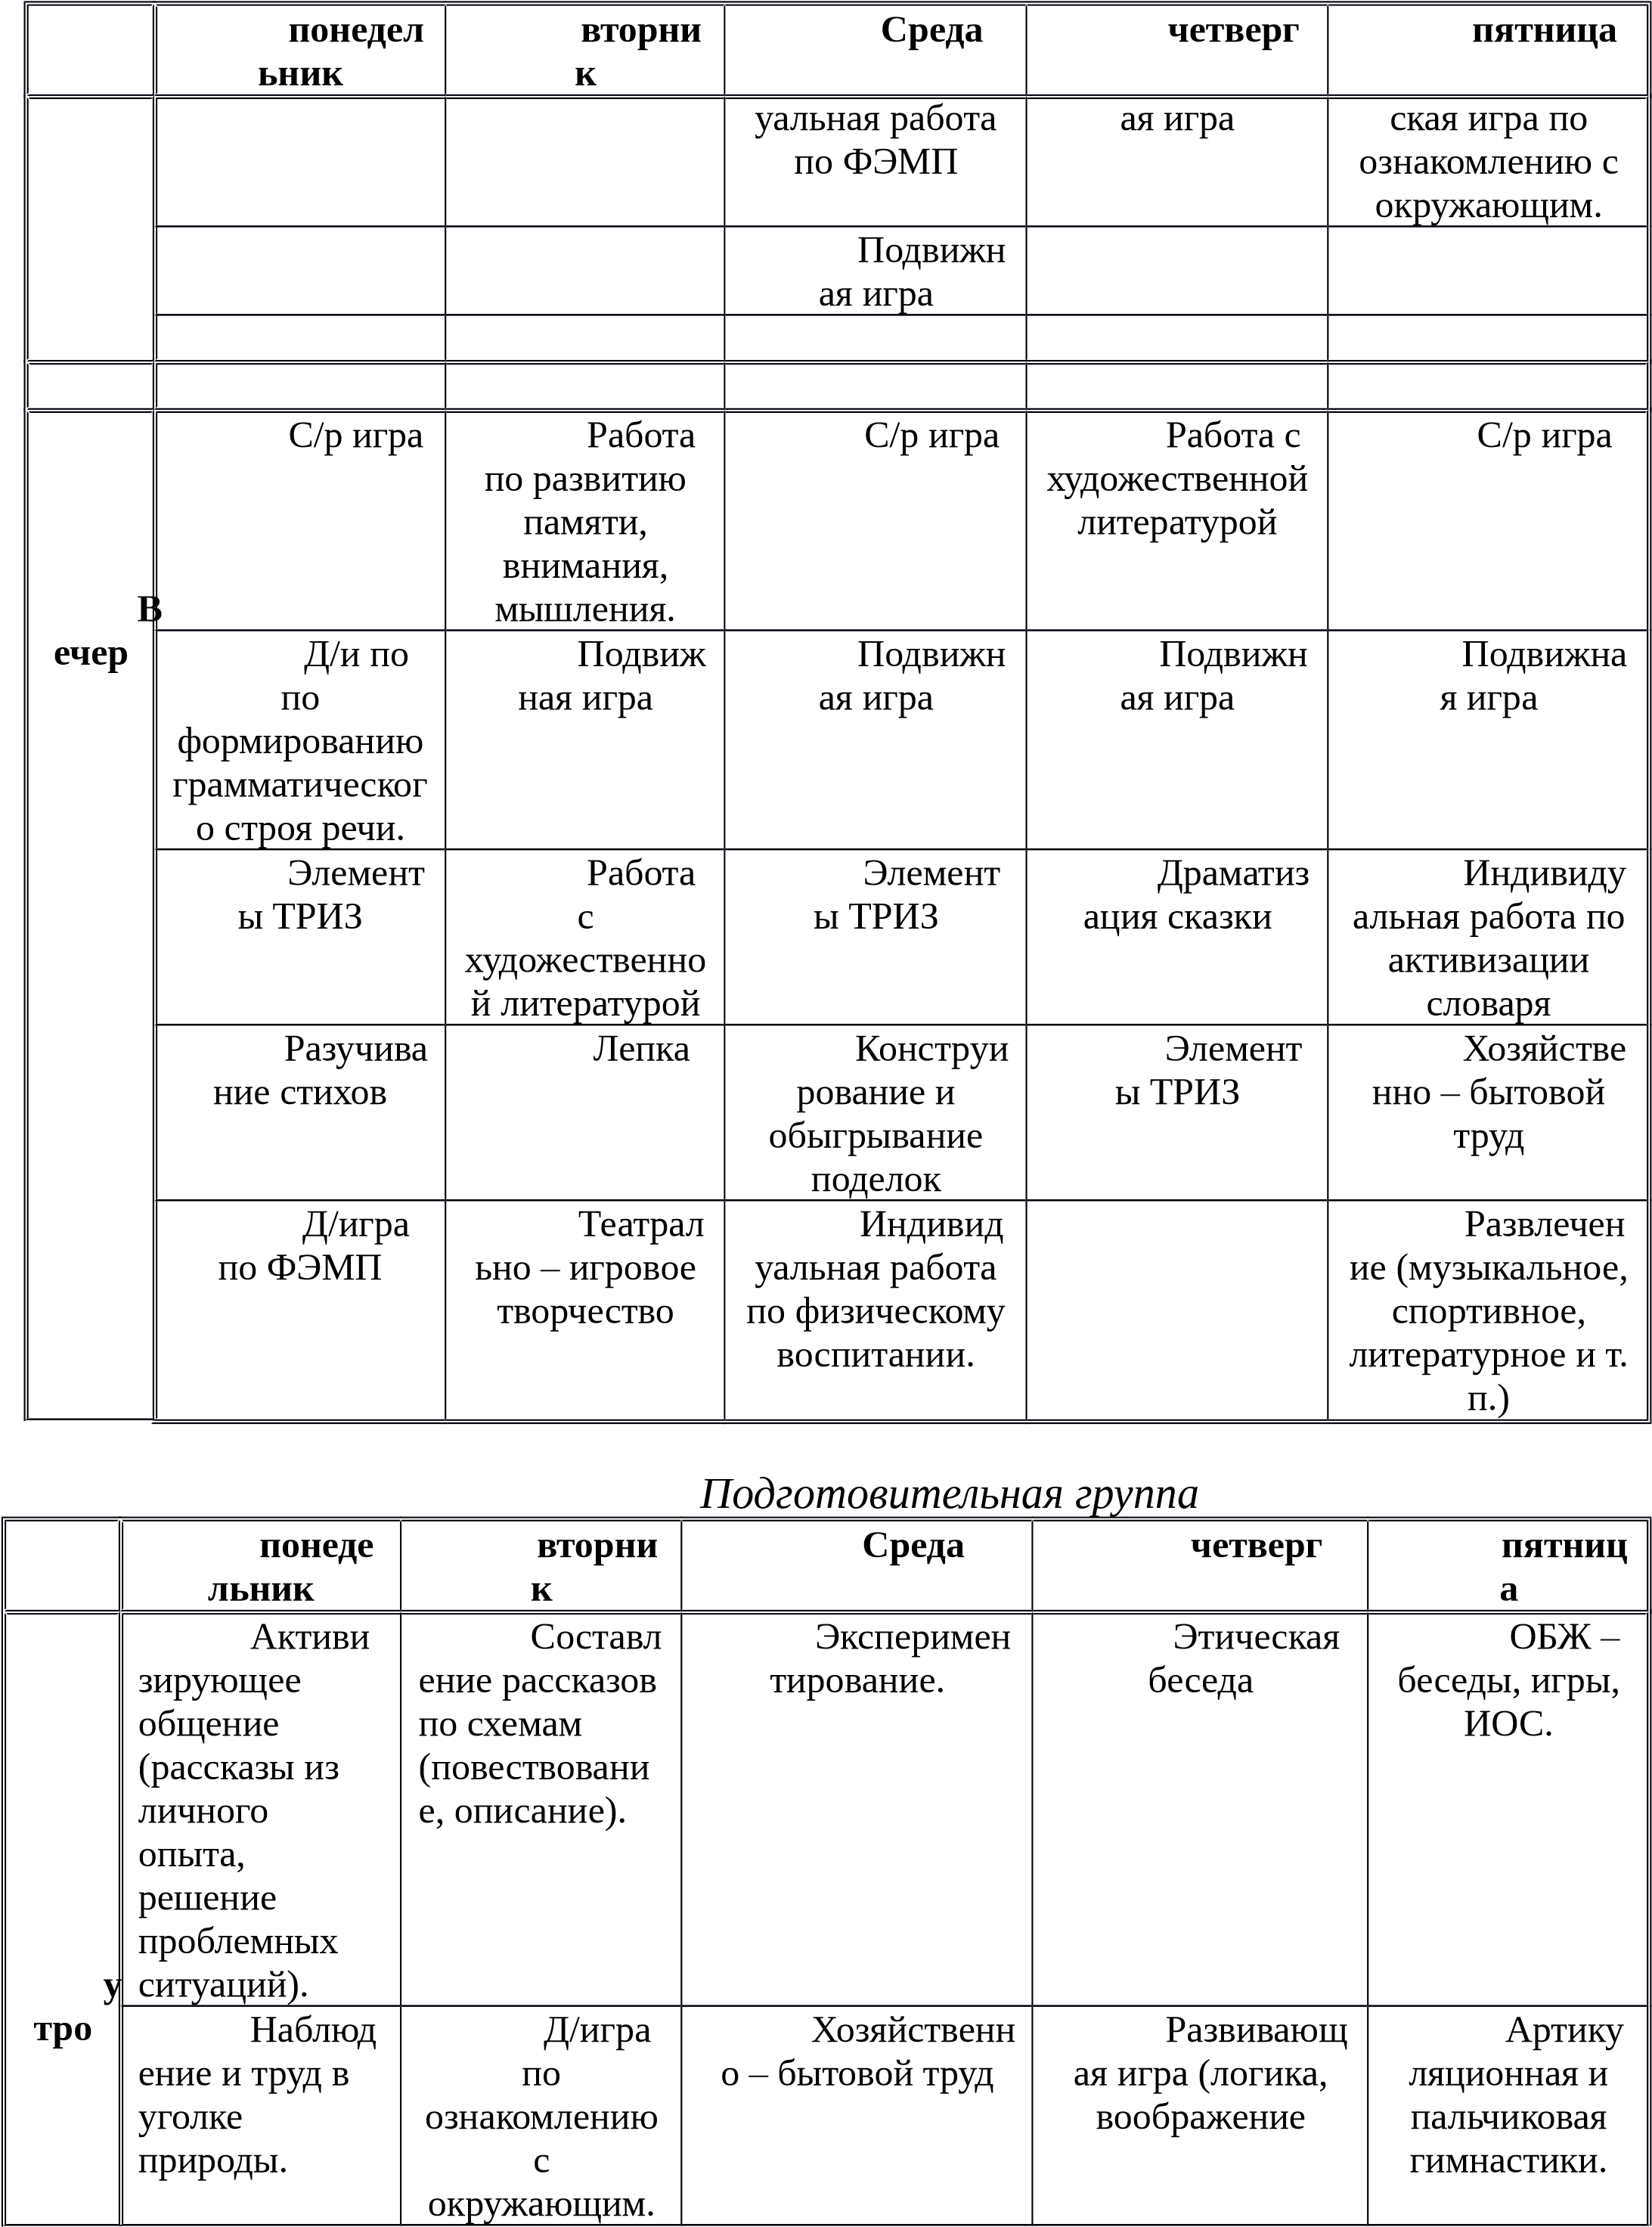 понедел
ьник
вторни
к
Среда
четверг
пятница
уальная работа
по ФЭМП
ая игра
ская игра по
ознакомлению с
окружающим.
Подвижн
ая игра
В
ечер
С/р игра
Работа
по развитию
памяти,
внимания,
мышления.
С/р игра
Работа с
художественной
литературой
С/р игра
Д/и по
по
формированию
грамматическог
о строя речи.
Подвиж
ная игра
Подвижн
ая игра
Подвижн
ая игра
Подвижна
я игра
Элемент
ы ТРИЗ
Работа
с
художественно
й литературой
Элемент
ы ТРИЗ
Драматиз
ация сказки
Индивиду
альная работа по
активизации
словаря
Разучива
ние стихов
Лепка
Конструи
рование и
обыгрывание
поделок
Элемент
ы ТРИЗ
Хозяйстве
нно – бытовой
труд
Д/игра
по ФЭМП
Театрал
ьно – игровое
творчество
Индивид
уальная работа
по физическому
воспитании.
Развлечен
ие (музыкальное,
спортивное,
литературное и т.
п.)
Подготовительная группа
понеде
льник
вторни
к
Среда
четверг
пятниц
а
у
тро
Активи
зирующее
общение
(рассказы из
личного
опыта,
решение
проблемных
ситуаций).
Составл
ение рассказов
по схемам
(повествовани
е, описание).
Эксперимен
тирование.
Этическая
беседа
ОБЖ –
беседы, игры,
ИОС.
Наблюд
ение и труд в
уголке
природы.
Д/игра
по
ознакомлению
с
окружающим.
Хозяйственн
о – бытовой труд
Развивающ
ая игра (логика,
воображение
Артику
ляционная и
пальчиковая
гимнастики.